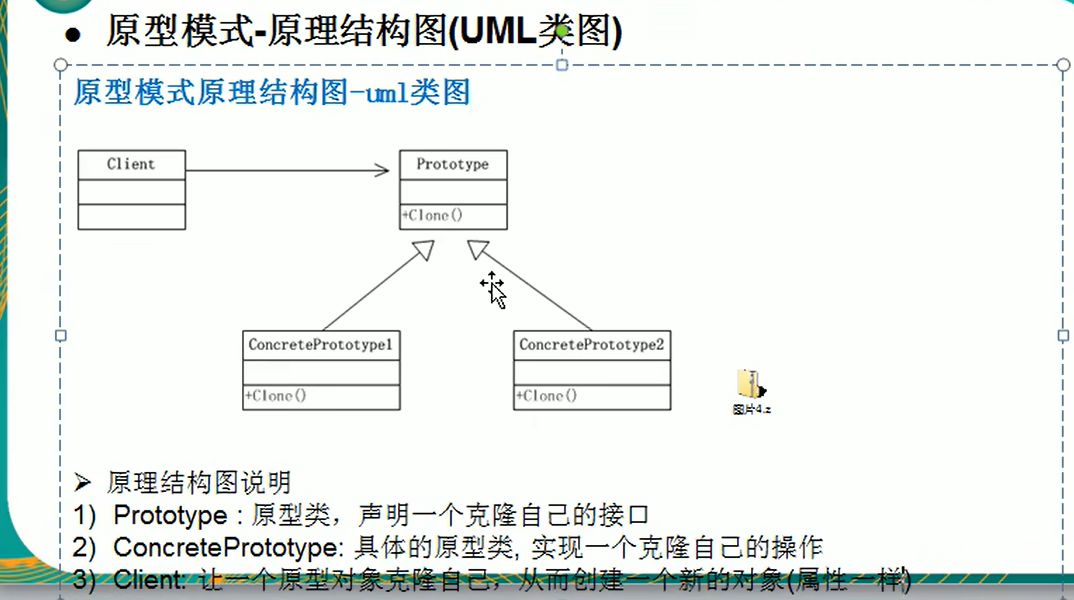 ● 原型模式-原理结构图(UML类图)
原型模式原理结构图-uml类图
Client
Prototype
+Clone()
ConcretePrototype1
+Clone()
ConcretePrototype2
+Clone()
图片4.z
➢ 原理结构图说明
1) Prototype : 原型类，声明一个克隆自己的接口
2) ConcretePrototype: 具体的原型类, 实现一个克隆自己的操作
3) Client: 让一个原型对象克隆自己，从而创建一个新的对象(属性一样)